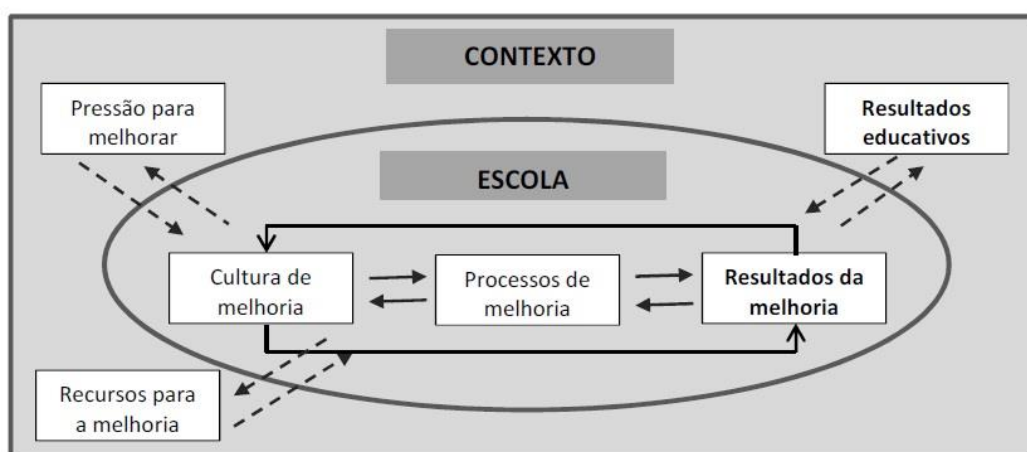 CONTEXTO
Pressão para
melhorar
Resultados
educativos
ESCOLA
Cultura de
melhoria
Processos de
melhoria
Resultados da
melhoria
Recursos para
a melhoria